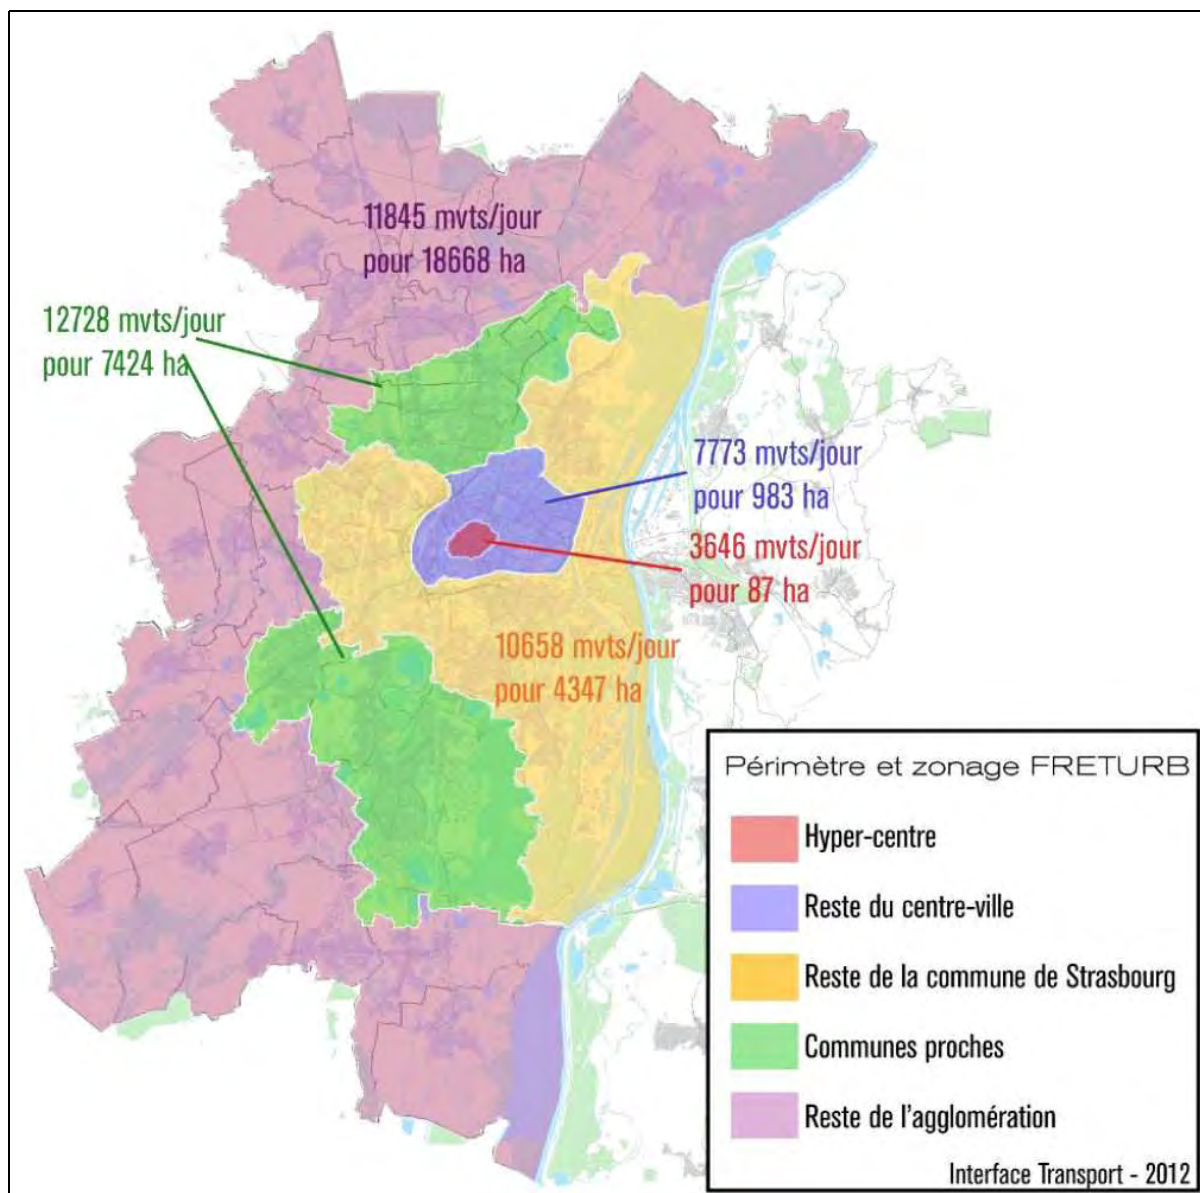 11845 mvts/jour
pour 18668 ha
12728 mvts/jour
pour 7424 ha
7773 mvts/jour
pour 983 ha
3646 mvts/jour
pour 87 ha
10658 mvts/jour
pour 4347 ha
Périmètre et zonage FRETURB
Hyper-centre
Reste du centre-ville
Reste de la commune de Strasbourg
Communes proches
Reste de l'agglomération
Interface Transport - 2012